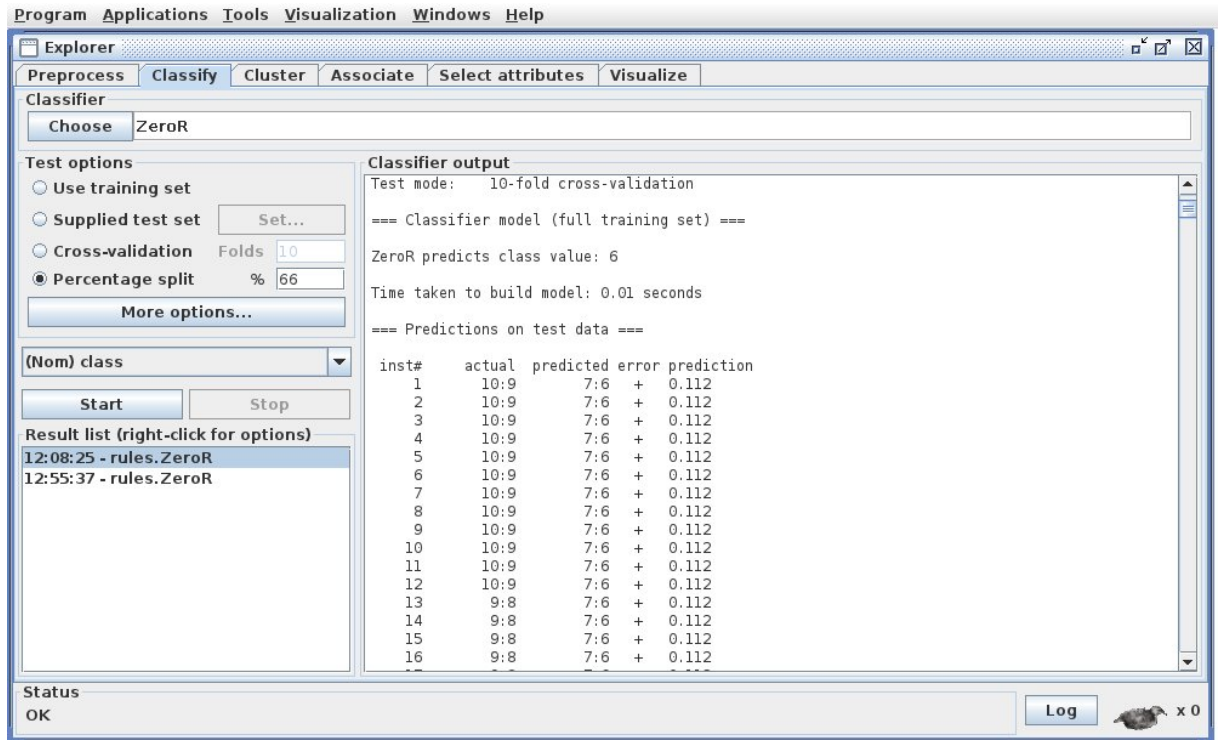 Program Applications Tools Visualization Windows Help
Explorer
Preprocess Classify Cluster Associate Select attributes Visualize
Classifier
Choose ZeroR
Test options
Use training set
Supplied test set Set...
Cross-validation Folds 10
Percentage split % 66
More options...
(Nom) class
Start Stop
Result list (right-click for options)
12:08:25 - rules.ZeroR
12:55:37 - rules.ZeroR
Classifier output
Test mode: 10-fold cross-validation
=== Classifier model (full training set) ===
ZeroR predicts class value: 6
Time taken to build model: 0.01 seconds
=== Predictions on test data ===
inst# actual predicted error prediction
1 10:9 7:6 + 0.112
2 10:9 7:6 + 0.112
3 10:9 7:6 + 0.112
4 10:9 7:6 + 0.112
5 10:9 7:6 + 0.112
6 10:9 7:6 + 0.112
7 10:9 7:6 + 0.112
8 10:9 7:6 + 0.112
9 10:9 7:6 + 0.112
10 10:9 7:6 + 0.112
11 10:9 7:6 + 0.112
12 10:9 7:6 + 0.112
13 9:8 7:6 + 0.112
14 9:8 7:6 + 0.112
15 9:8 7:6 + 0.112
16 9:8 7:6 + 0.112
Status
OK
Log x 0